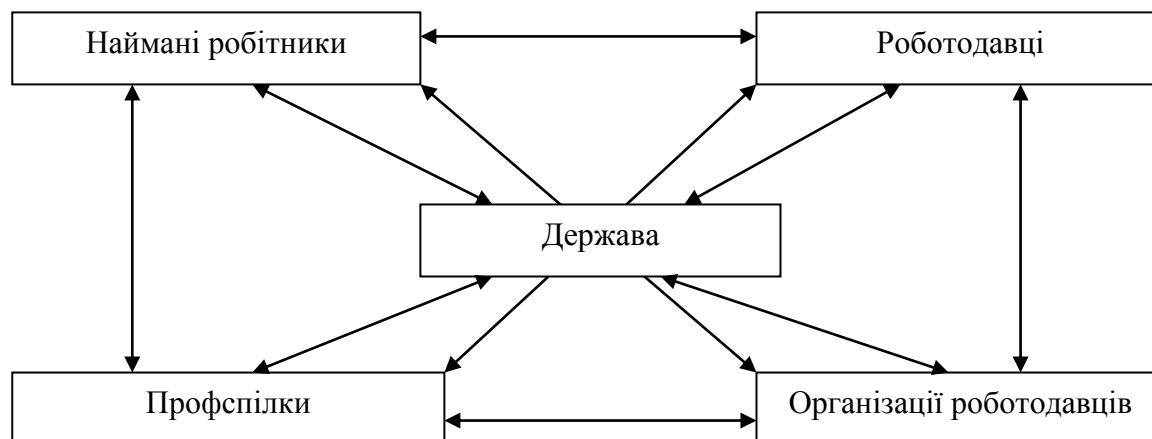 Наймані робітники
Роботодавці
Держава
Профспілки
Організації роботодавців